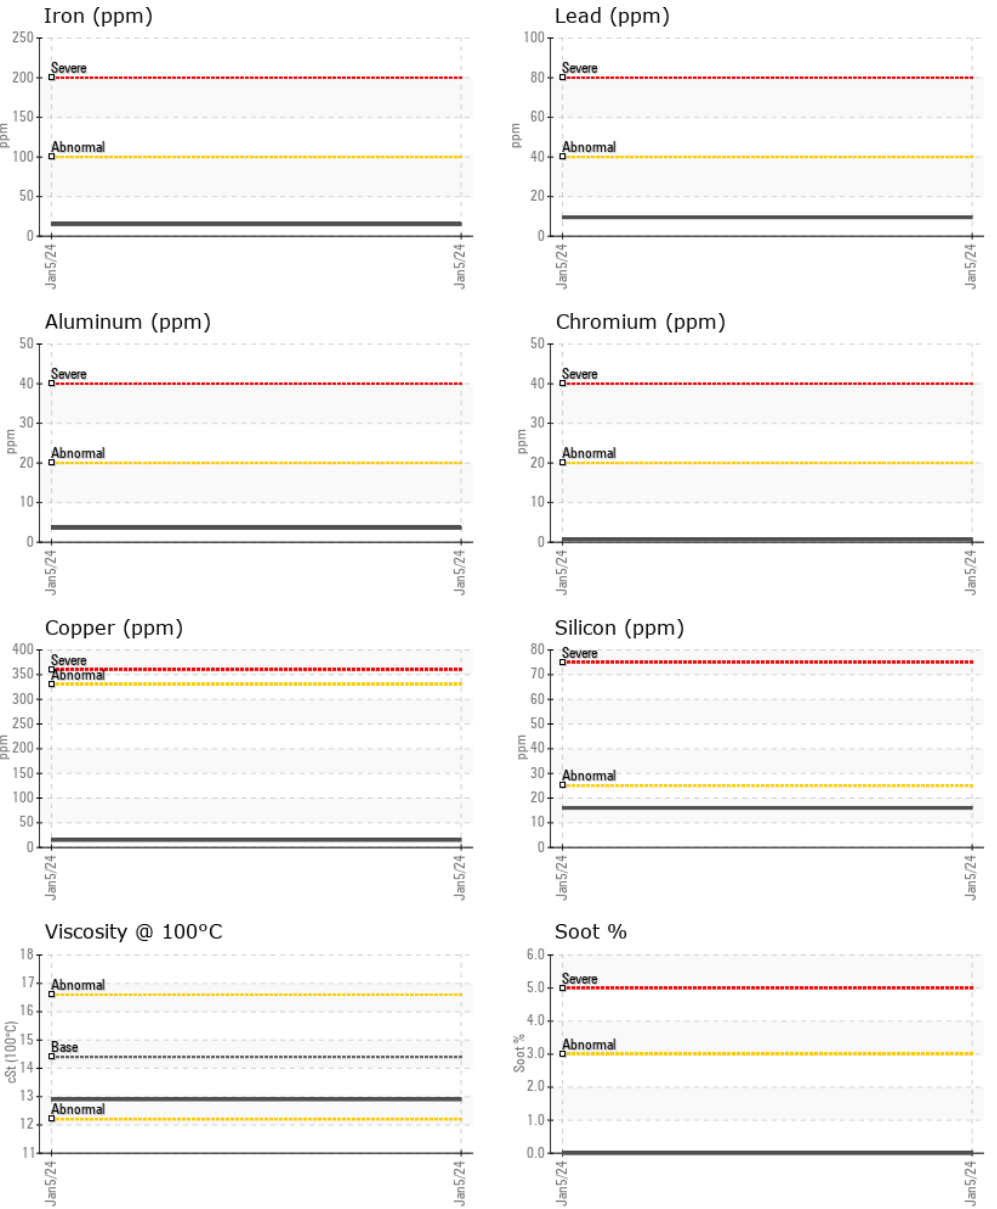 Iron (ppm)
250
200
150
100
50
0
ppm
Severe
Abnormal
Jan5/24
Jan5/24
Lead (ppm)
100
80
60
40
20
0
ppm
Severe
Abnormal
Jan5/24
Jan5/24
Aluminum (ppm)
50
40
30
20
10
0
ppm
Severe
Abnormal
Jan5/24
Jan5/24
Chromium (ppm)
50
40
30
20
10
0
ppm
Severe
Abnormal
Jan5/24
Jan5/24
Copper (ppm)
400
350
300
250
200
150
100
50
0
ppm
Severe
Abnormal
Jan5/24
Jan5/24
Silicon (ppm)
80
70
60
50
40
30
20
10
0
ppm
Severe
Abnormal
Jan5/24
Jan5/24
Viscosity @ 100°C
18
17
16
15
14
13
12
11
cSt (100°C)
Abnormal
Base
Abnormal
Jan5/24
Jan5/24
Soot %
6.0
5.0
4.0
3.0
2.0
1.0
0.0
Soot %
Severe
Abnormal
Jan5/24
Jan5/24